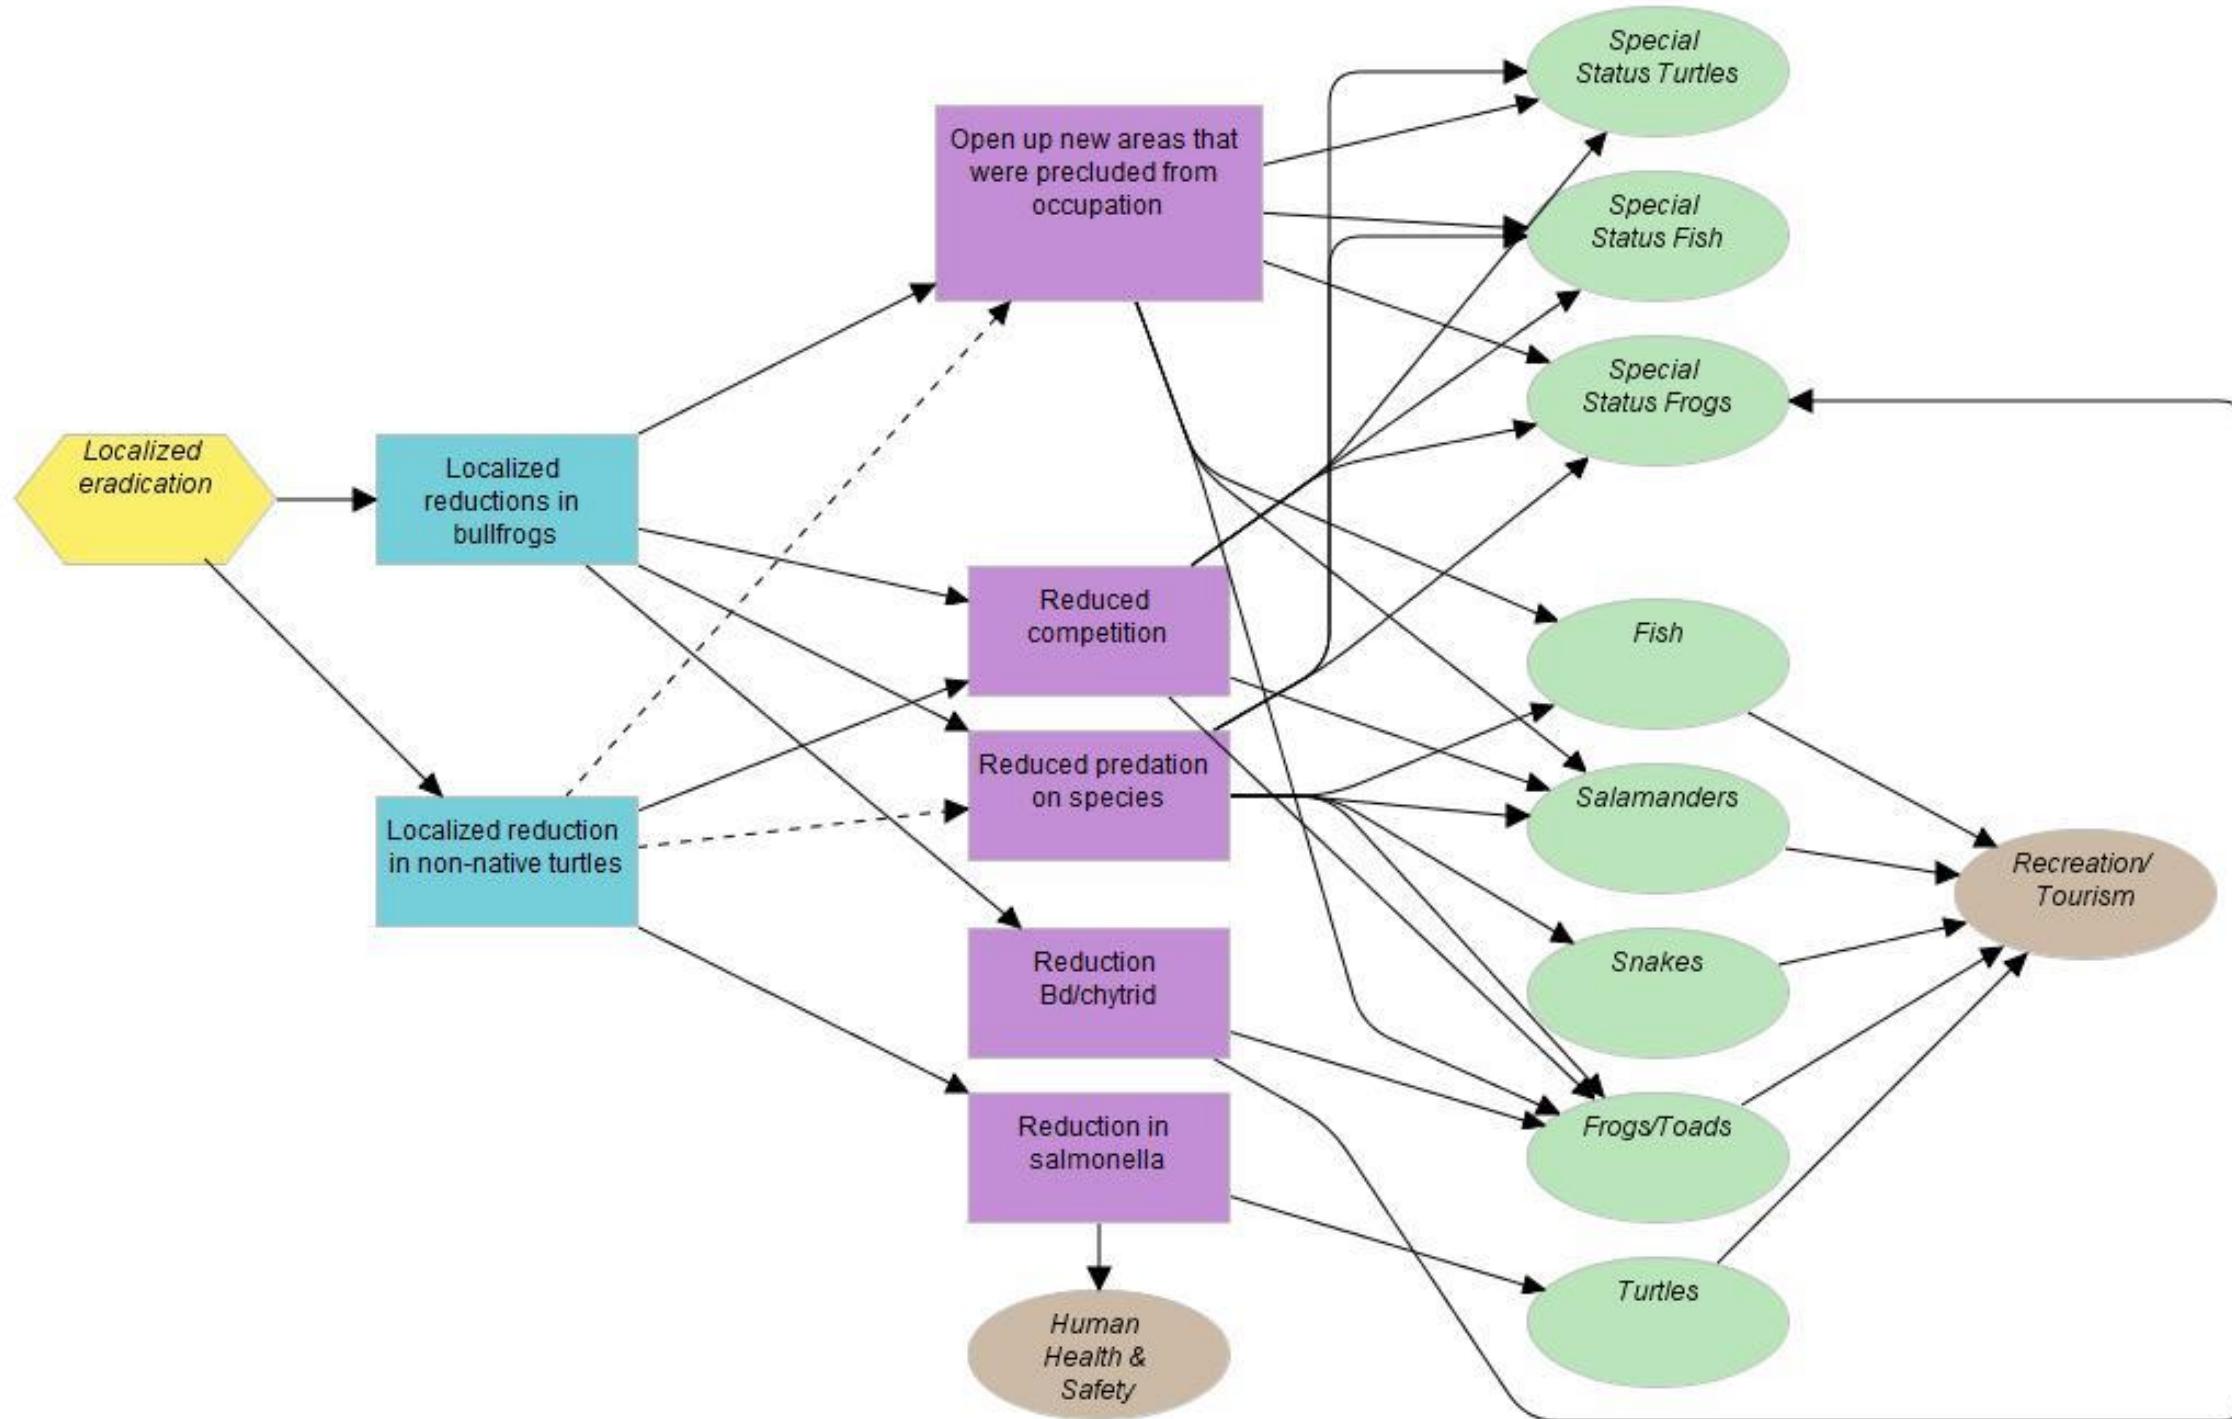 Localized
eradication
Localized
reductions in
bullfrogs
Localized reduction
in non-native turtles
Open up new areas that
were precluded from
occupation
Reduced
competition
Reduced predation
on species
Reduction
Bd/chytrid
Reduction in
salmonella
Human
Health &
Safety
Special
Status Turtles
Special
Status Fish
Special
Status Frogs
Fish
Salamanders
Snakes
Frogs/Toads
Turtles
Recreation/
Tourism